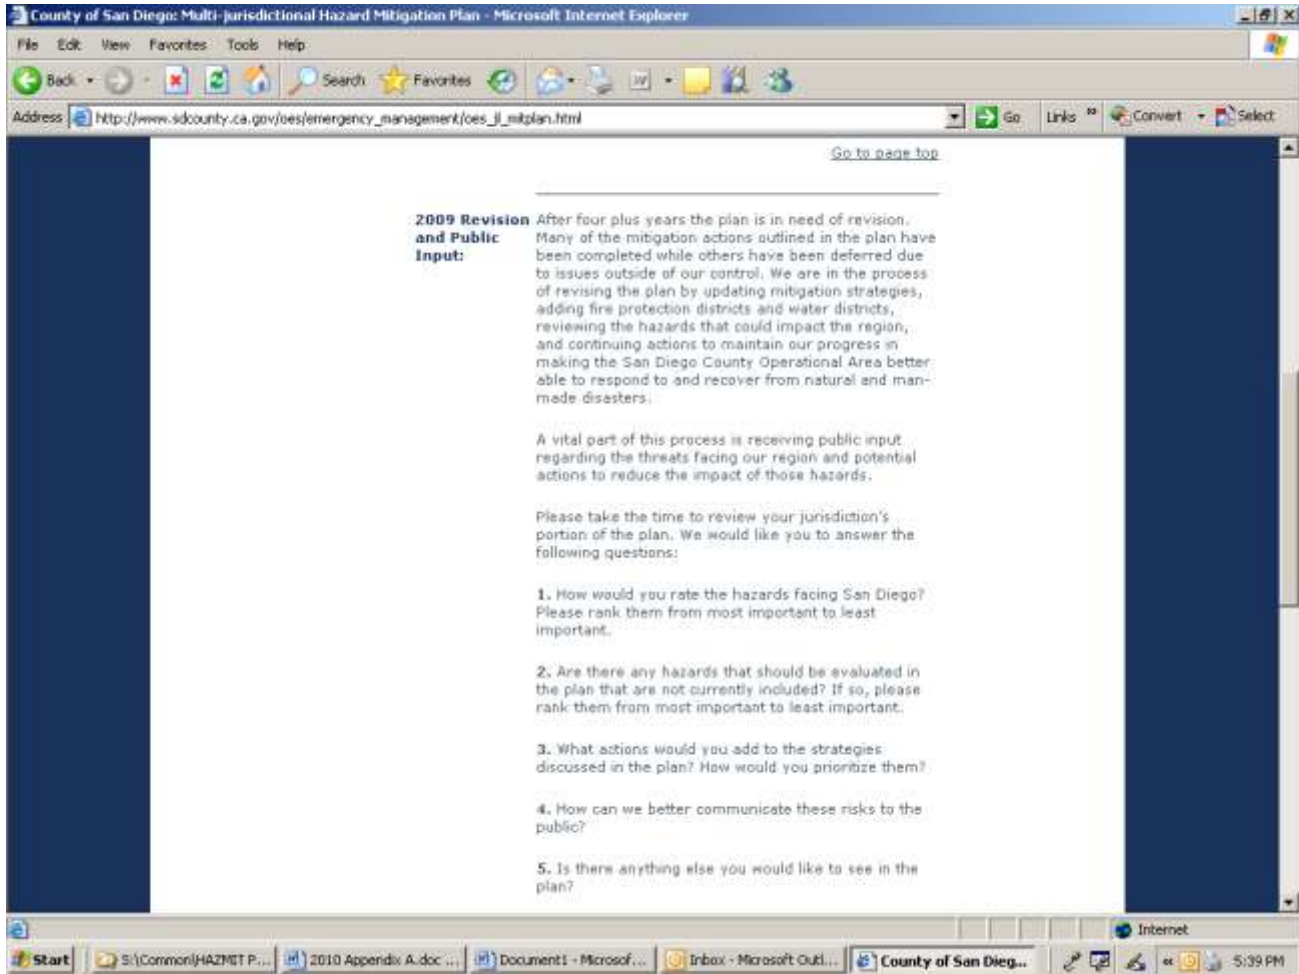 County of San Diego: Multi-jurisdictional Hazard Mitigation Plan - Microsoft Internet Explorer
File Edit View Favorites Tools Help
Back Search Favorites
Address http://www.sdcounty.ca.gov/oes/emergency_management/oes_jl_mitplan.html Go Links » Convert Select
Go to page top
2009 Revision and Public Input:
After four plus years the plan is in need of revision.
Many of the mitigation actions outlined in the plan have
been completed while others have been deferred due
to issues outside of our control. We are in the process
of revising the plan by updating mitigation strategies,
adding fire protection districts and water districts,
reviewing the hazards that could impact the region,
and continuing actions to maintain our progress in
making the San Diego County Operational Area better
able to respond to and recover from natural and man-
made disasters.
A vital part of this process is receiving public input
regarding the threats facing our region and potential
actions to reduce the impact of those hazards.
Please take the time to review your jurisdiction's
portion of the plan. We would like you to answer the
following questions:
1. How would you rate the hazards facing San Diego?
Please rank them from most important to least
important.
2. Are there any hazards that should be evaluated in
the plan that are not currently included? If so, please
rank them from most important to least important.
3. What actions would you add to the strategies
discussed in the plan? How would you prioritize them?
4. How can we better communicate these risks to the
public?
5. Is there anything else you would like to see in the
plan?
Internet
Start S:\Common\HAZMIT P... 2010 Appendix A.doc ... Document1 - Microsof... Inbox - Microsoft Outl... County of San Dieg... « 5:39 PM